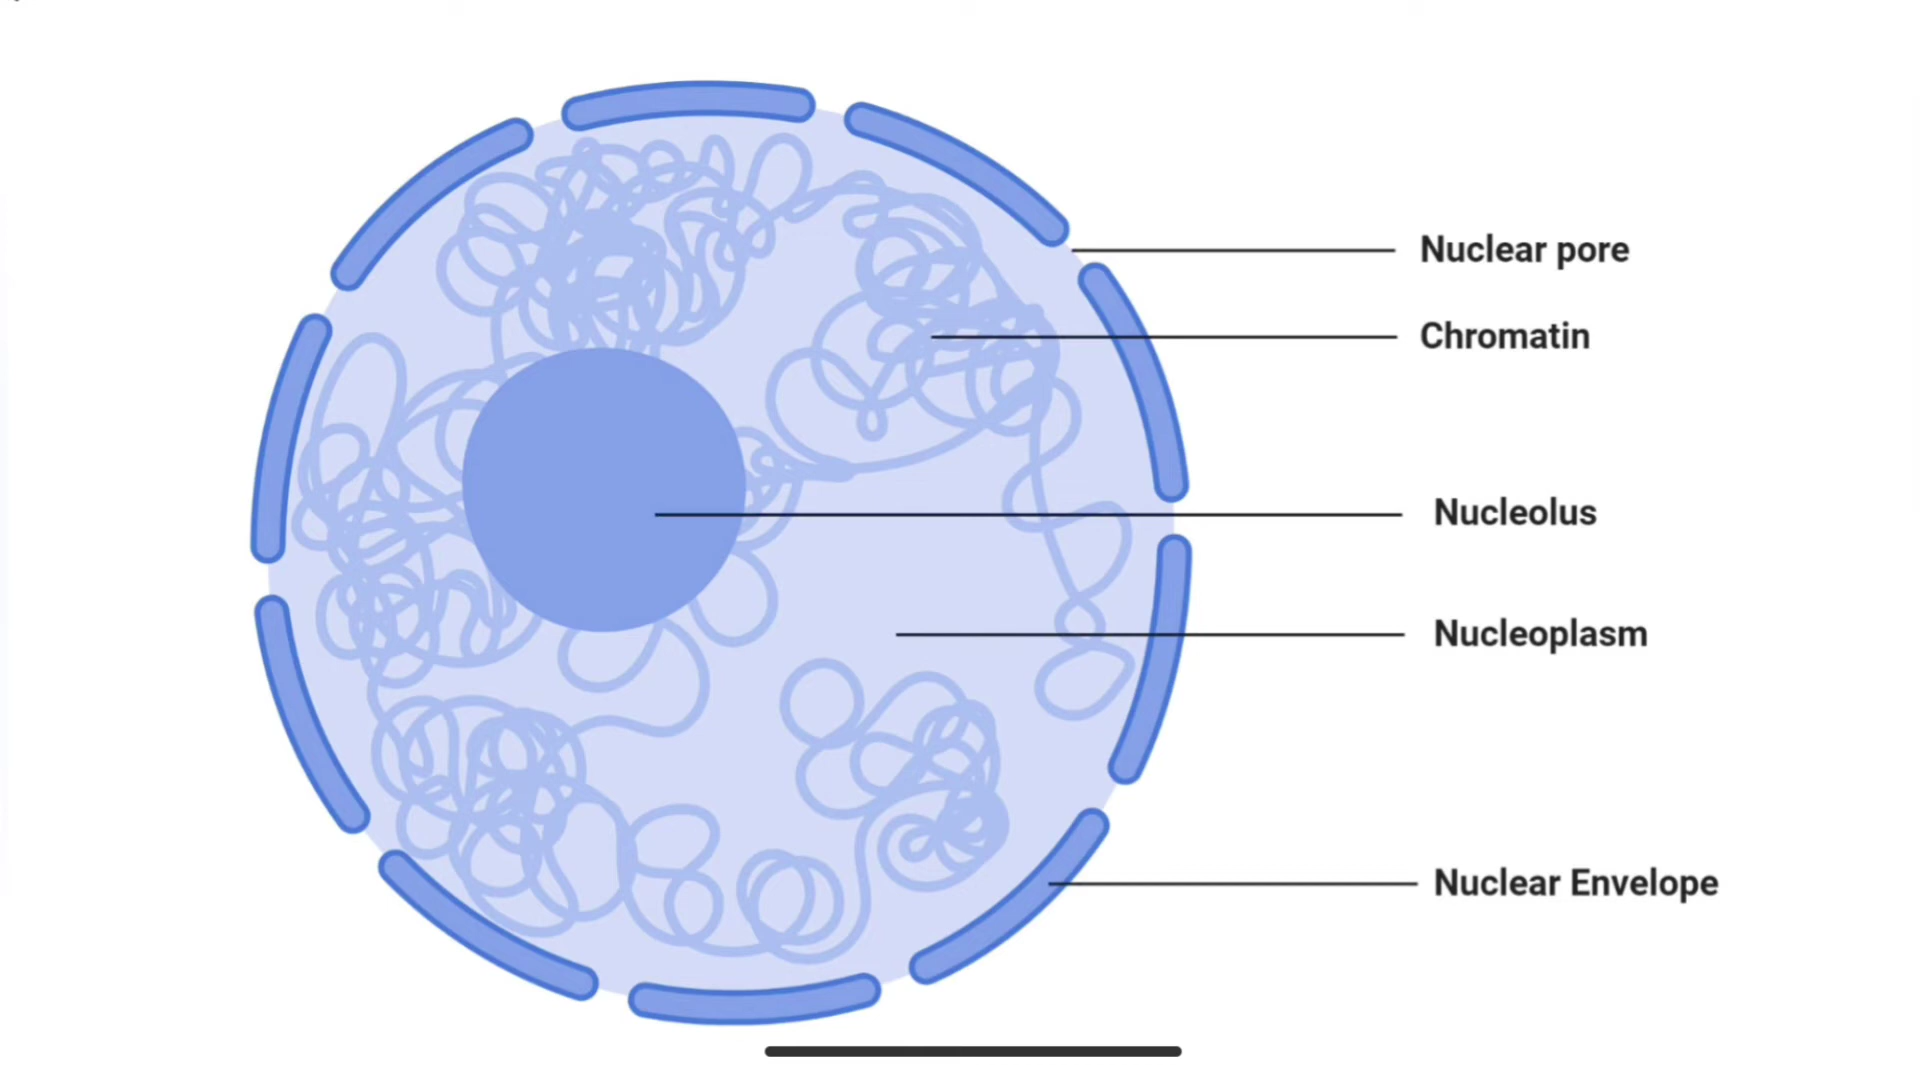 Nuclear pore
Chromatin
Nucleolus
Nucleoplasm
Nuclear Envelope